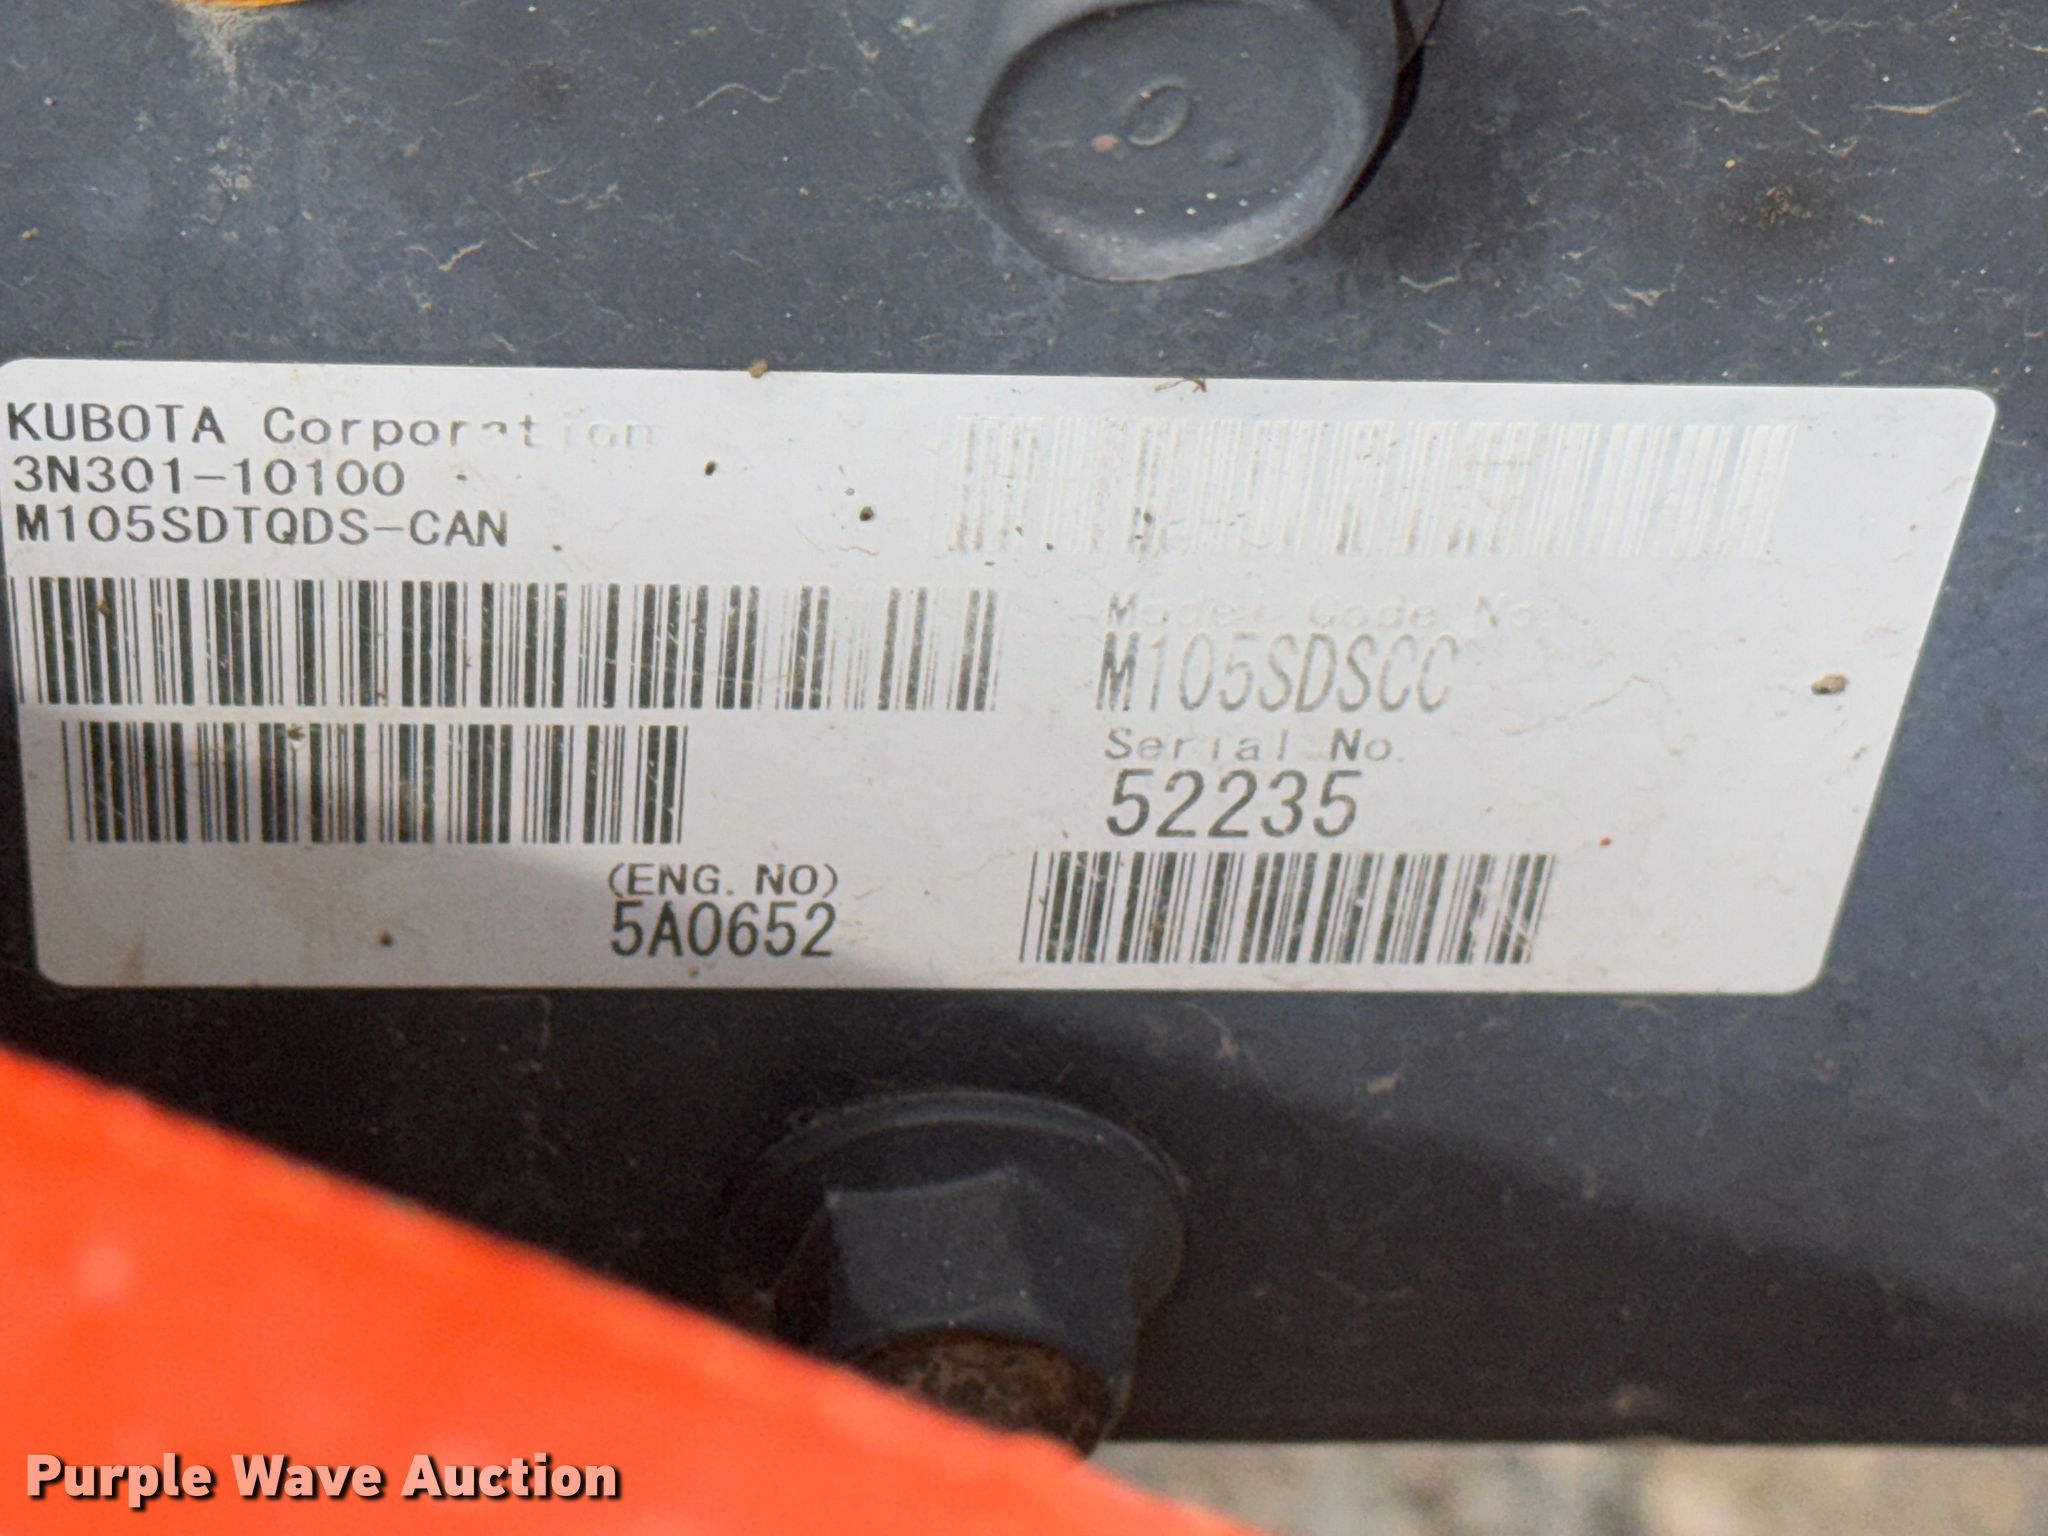 KUBOTA Corporation
3N301-10100
M105SDTQDS-CAN
(ENG. NO)
5A0652
Model Code No.
M105SDSCC
Serial No.
52235
Purple Wave Auction